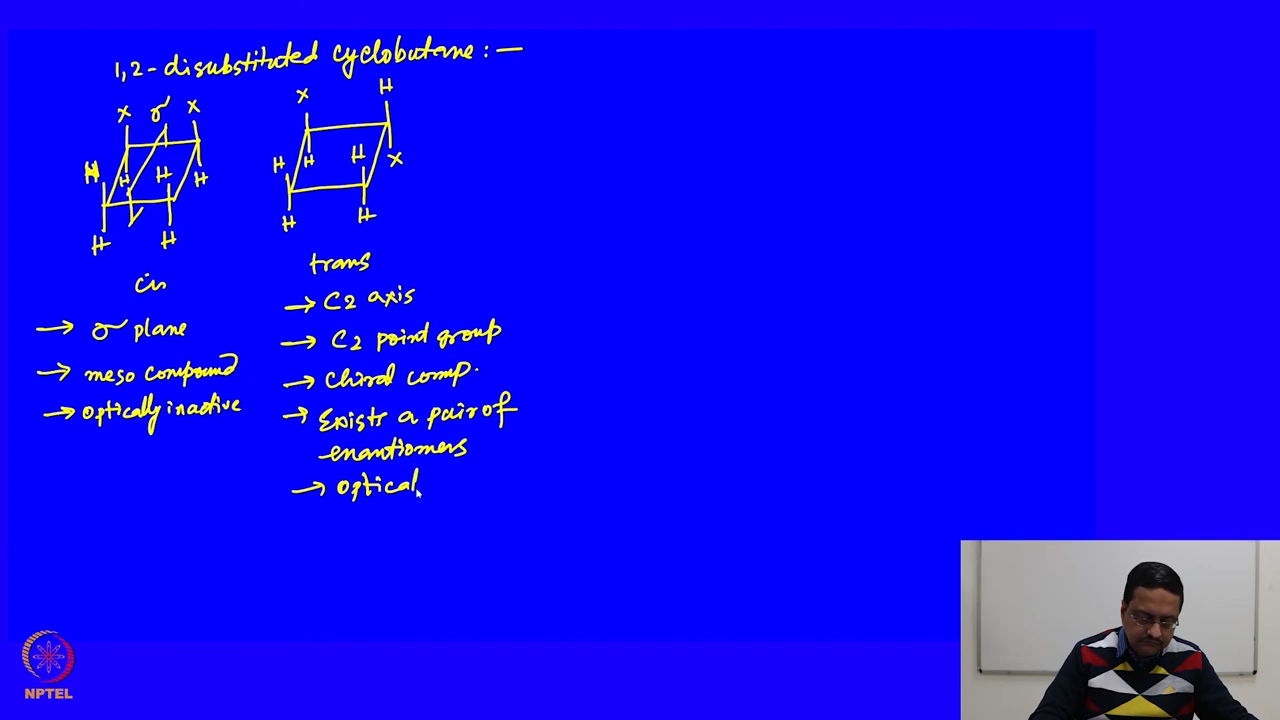 1,2-disubstituted cyclobutane:—
X σ X
H H H H
H H
X H
H H H X
H H
cis
→ σ plane
→ meso compound
→ optically inactive
trans
→ C2 axis
→ C2 point group
→ chiral comp.
→ Exists a pair of
enantiomers
→ optical
NPTEL